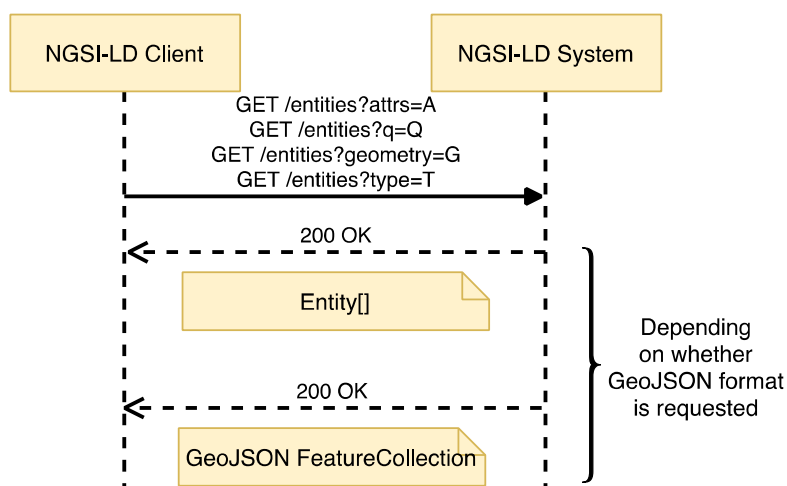 NGSI-LD Client
NGSI-LD System
GET /entities?attrs=A
GET /entities?q=Q
GET /entities?geometry=G
GET /entities?type=T
200 OK
Entity[]
Depending
on whether
GeoJSON format
is requested
200 OK
GeoJSON FeatureCollection